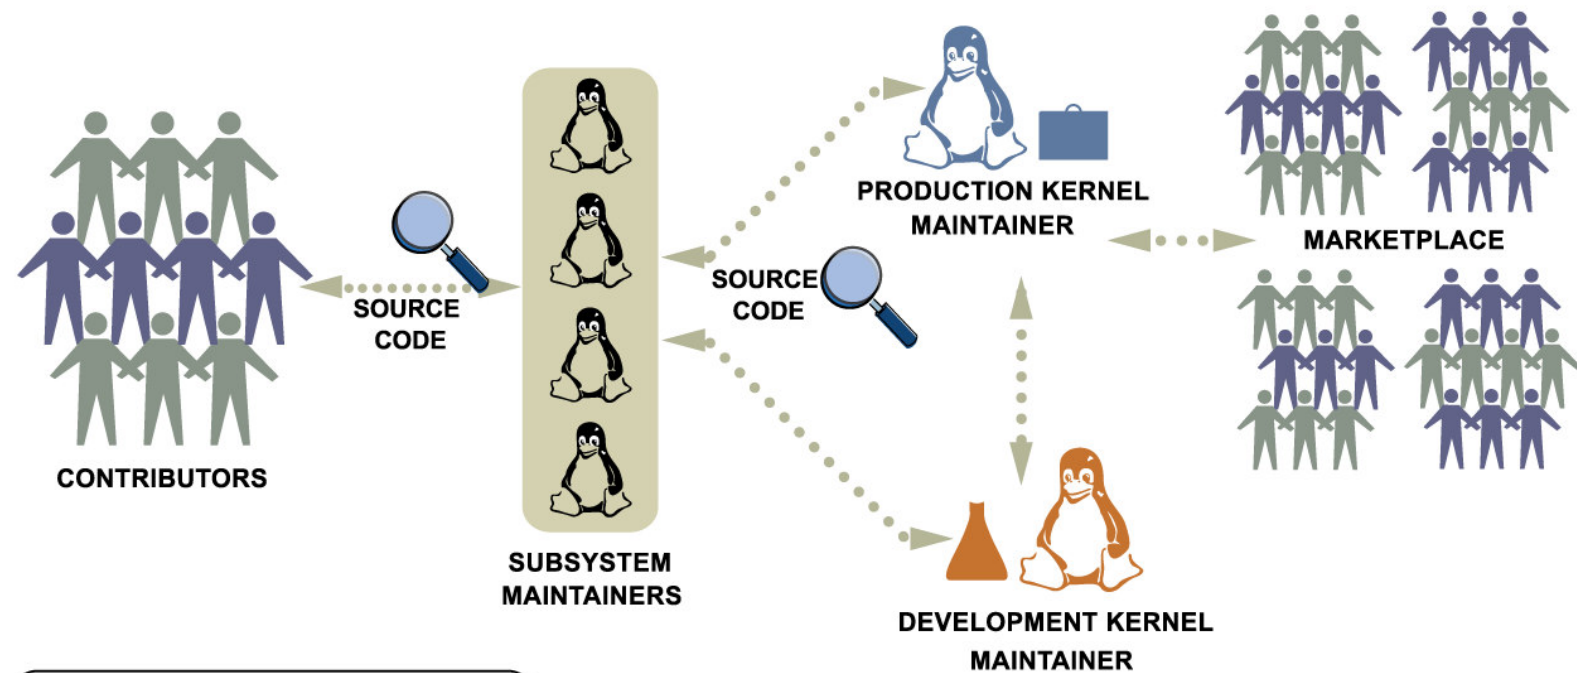 CONTRIBUTORS
SOURCE
CODE
SUBSYSTEM
MAINTAINERS
SOURCE
CODE
PRODUCTION KERNEL
MAINTAINER
DEVELOPMENT KERNEL
MAINTAINER
MARKETPLACE